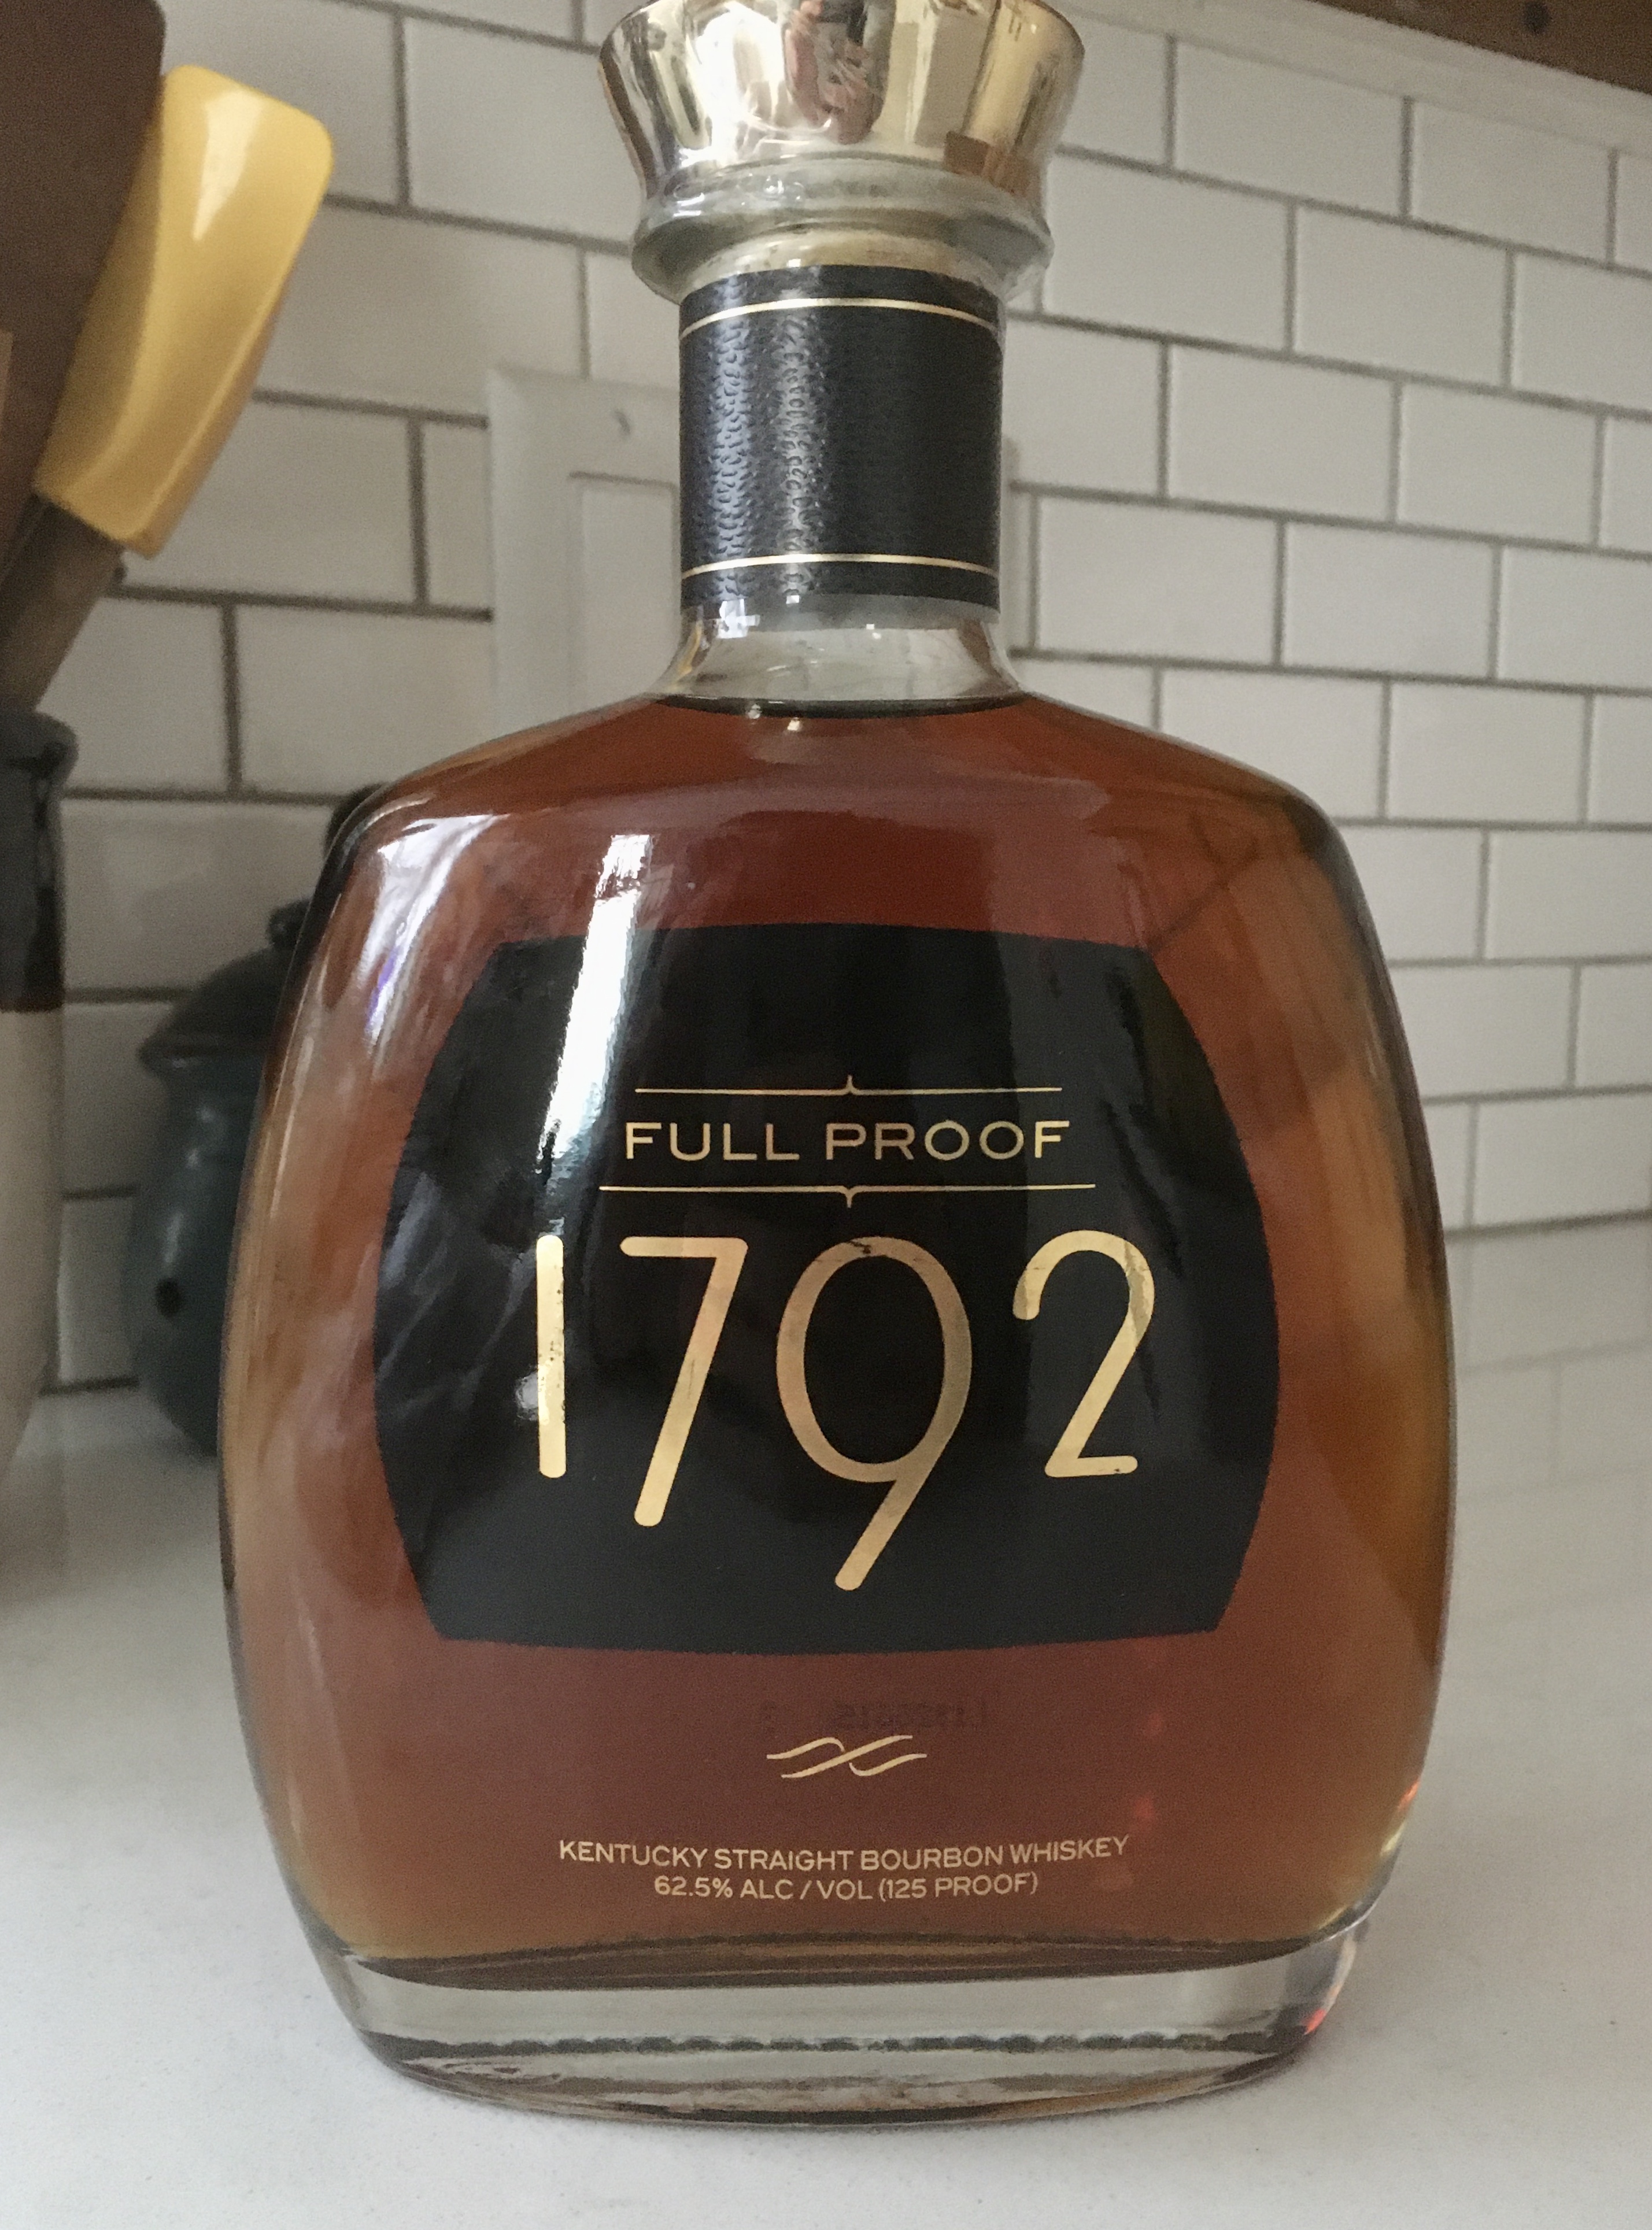 FULL PROOF
1792
KENTUCKY STRAIGHT BOURBON WHISKEY
62.5% ALC / VOL (125 PROOF)